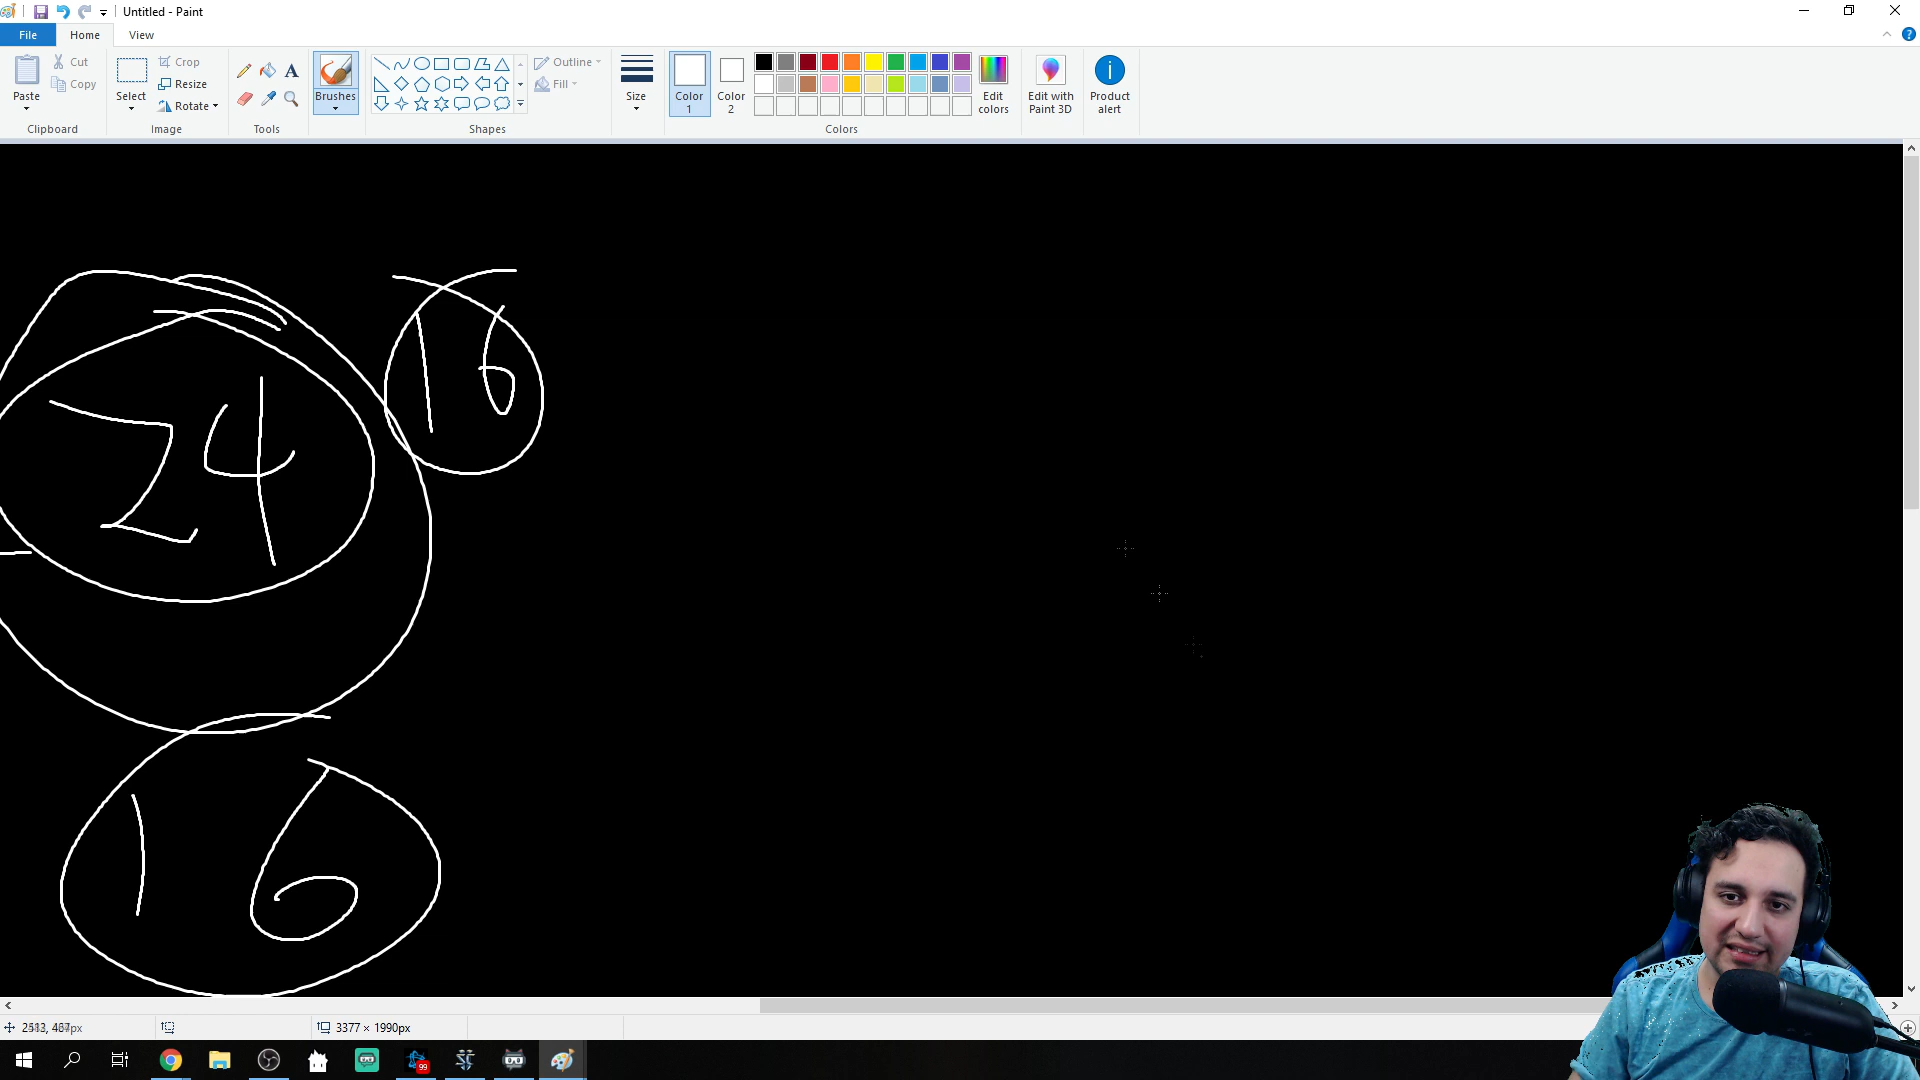 Untitled - Paint
File Home View
Paste
Cut
Copy
Clipboard
Select
Crop
Resize
Rotate
Image
Tools
Brushes
Shapes
Outline
Fill
Size
Color 1
Color 2
Edit colors
Colors
Edit with Paint 3D
Product alert
24
16
16
3377 × 1990px
99